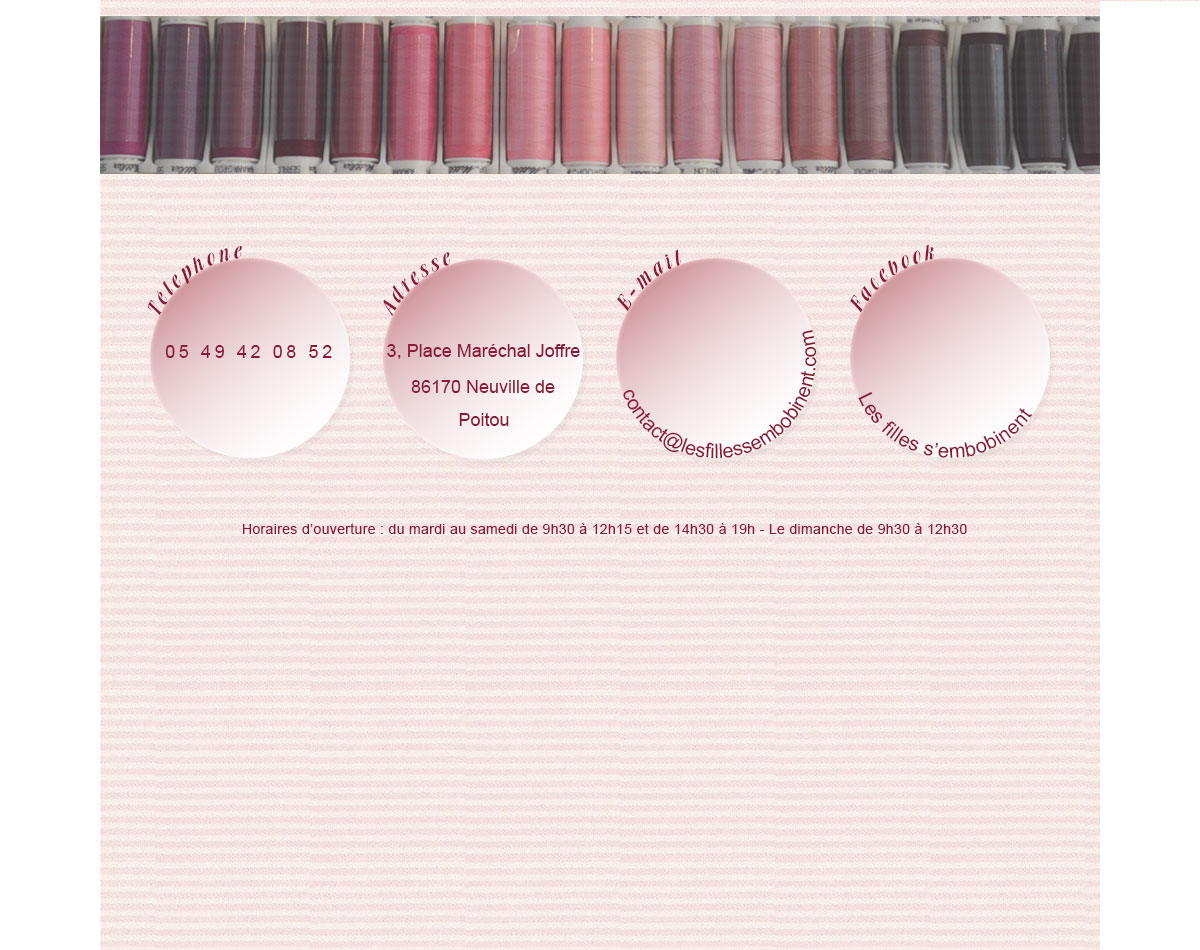 Telephone
05 49 42 08 52
Adresse
3, Place Maréchal Joffre
86170 Neuville de
Poitou
E-mail
contact@lesfillessembobinent.com
Facebook
Les filles s’embobinent
Horaires d’ouverture : du mardi au samedi de 9h30 à 12h15 et de 14h30 à 19h - Le dimanche de 9h30 à 12h30